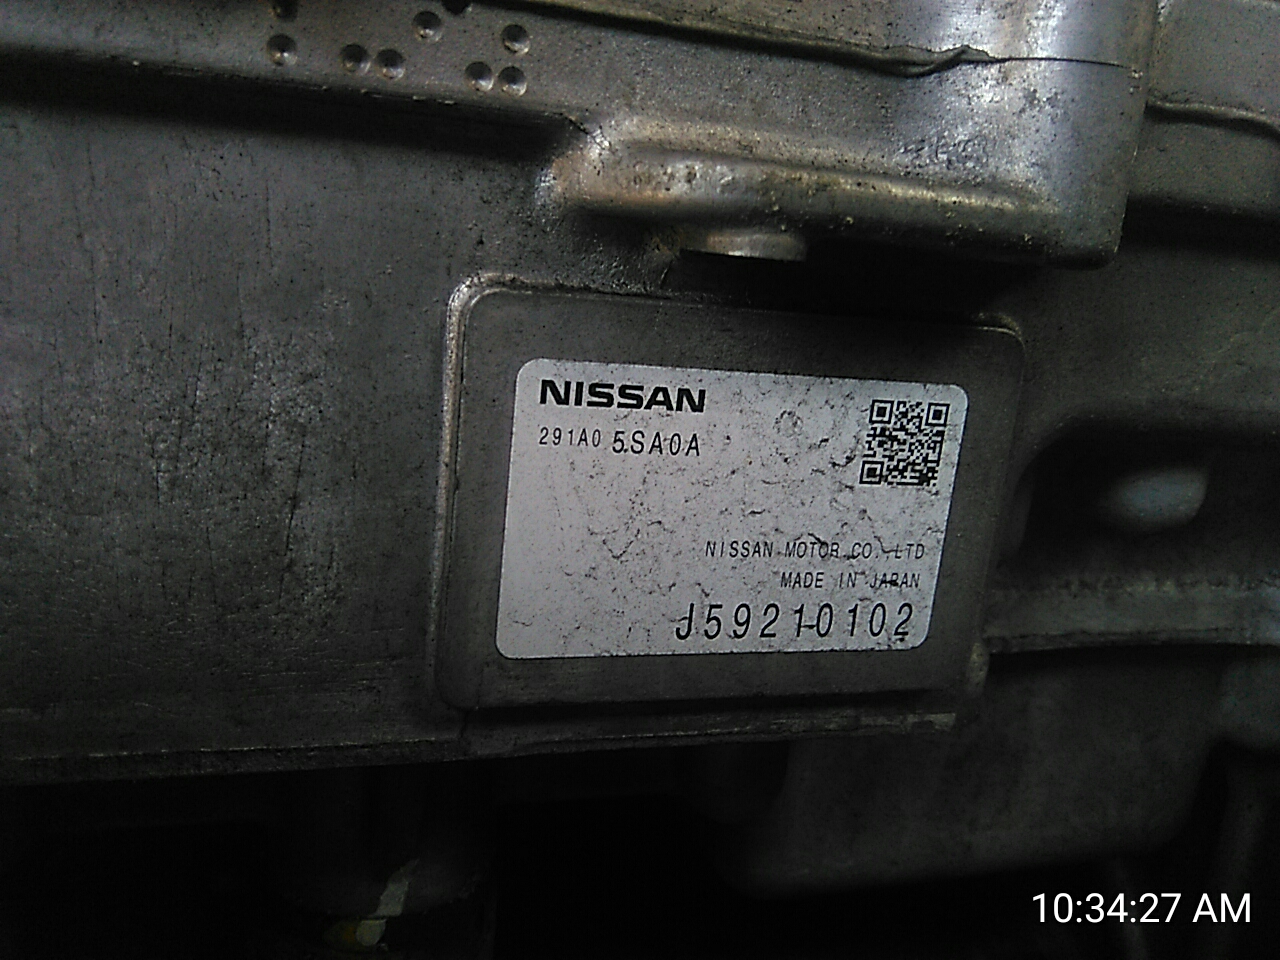 NISSAN
291A0 5SA0A
NISSAN MOTOR CO.,LTD
MADE IN JAPAN
J59210102
10:34:27 AM